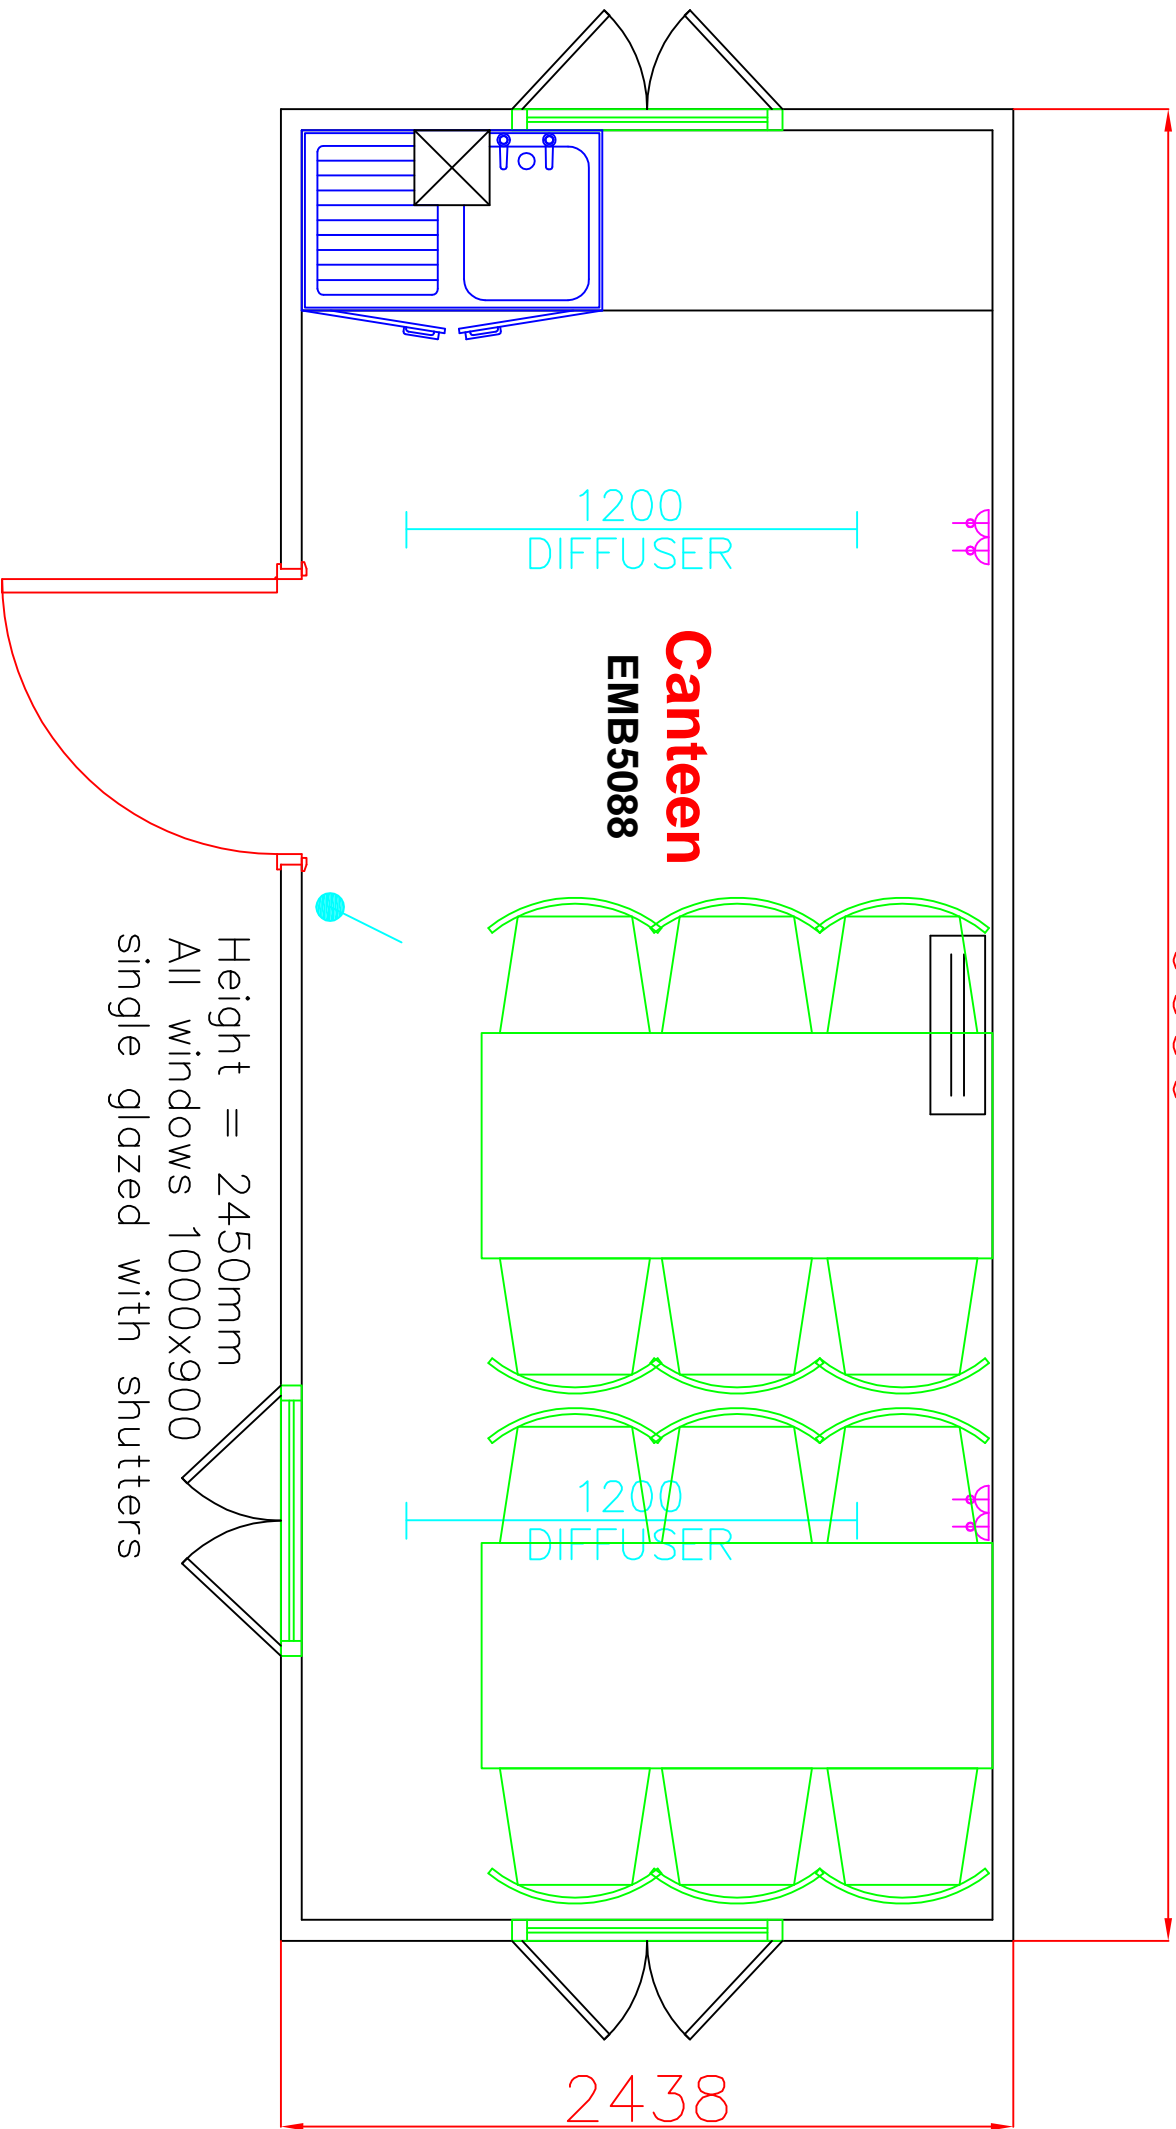 1200
DIFFUSER
Canteen
EMB5088
Height = 2450mm
All windows 1000x900
single glazed with shutters
1200
DIFFUSER
2438